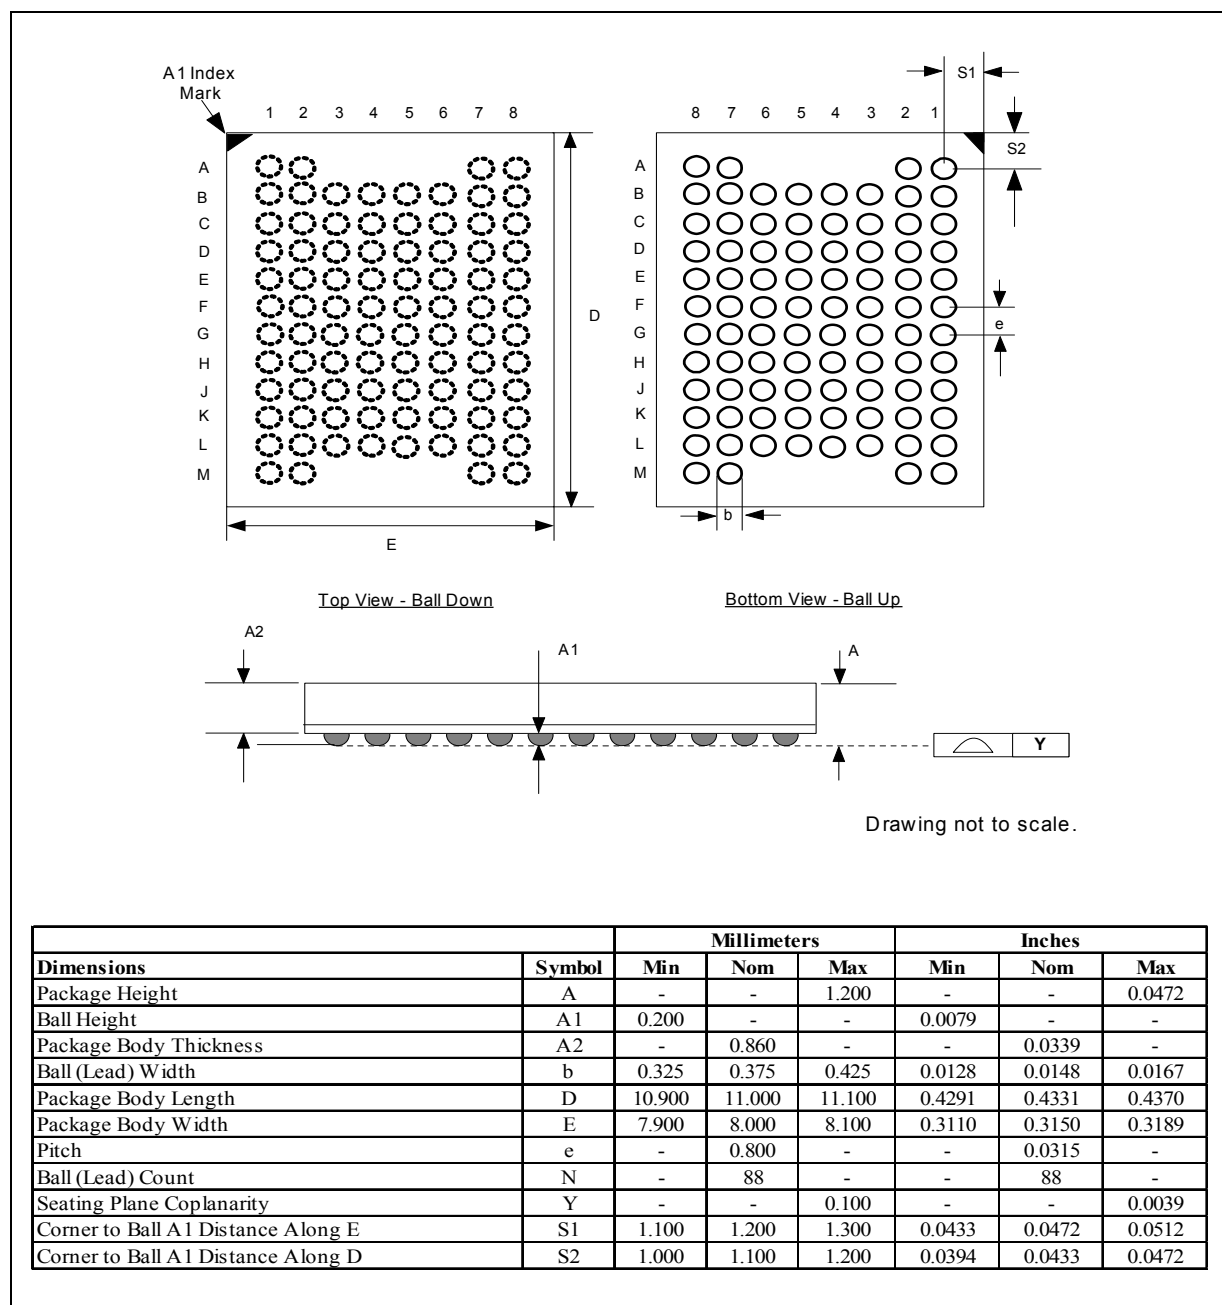 A1 Index
Mark
1 2 3 4 5 6 7 8
A
B
C
D
E
F
G
H
J
K
L
M
D
E
8 7 6 5 4 3 2 1
S1
S2
A
B
C
D
E
F
G
H
J
K
L
M
e
b
Top View - Ball Down
Bottom View - Ball Up
A2
A1
A
Y
Drawing not to scale.
Millimeters Inches
Dimensions Symbol Min Nom Max Min Nom Max
Package Height A - - 1.200 - - 0.0472
Ball Height A1 0.200 - - 0.0079 - -
Package Body Thickness A2 - 0.860 - - 0.0339 -
Ball (Lead) Width b 0.325 0.375 0.425 0.0128 0.0148 0.0167
Package Body Length D 10.900 11.000 11.100 0.4291 0.4331 0.4370
Package Body Width E 7.900 8.000 8.100 0.3110 0.3150 0.3189
Pitch e - 0.800 - - 0.0315 -
Ball (Lead) Count N - 88 - - 88 -
Seating Plane Coplanarity Y - - 0.100 - - 0.0039
Corner to Ball A1 Distance Along E S1 1.100 1.200 1.300 0.0433 0.0472 0.0512
Corner to Ball A1 Distance Along D S2 1.000 1.100 1.200 0.0394 0.0433 0.0472